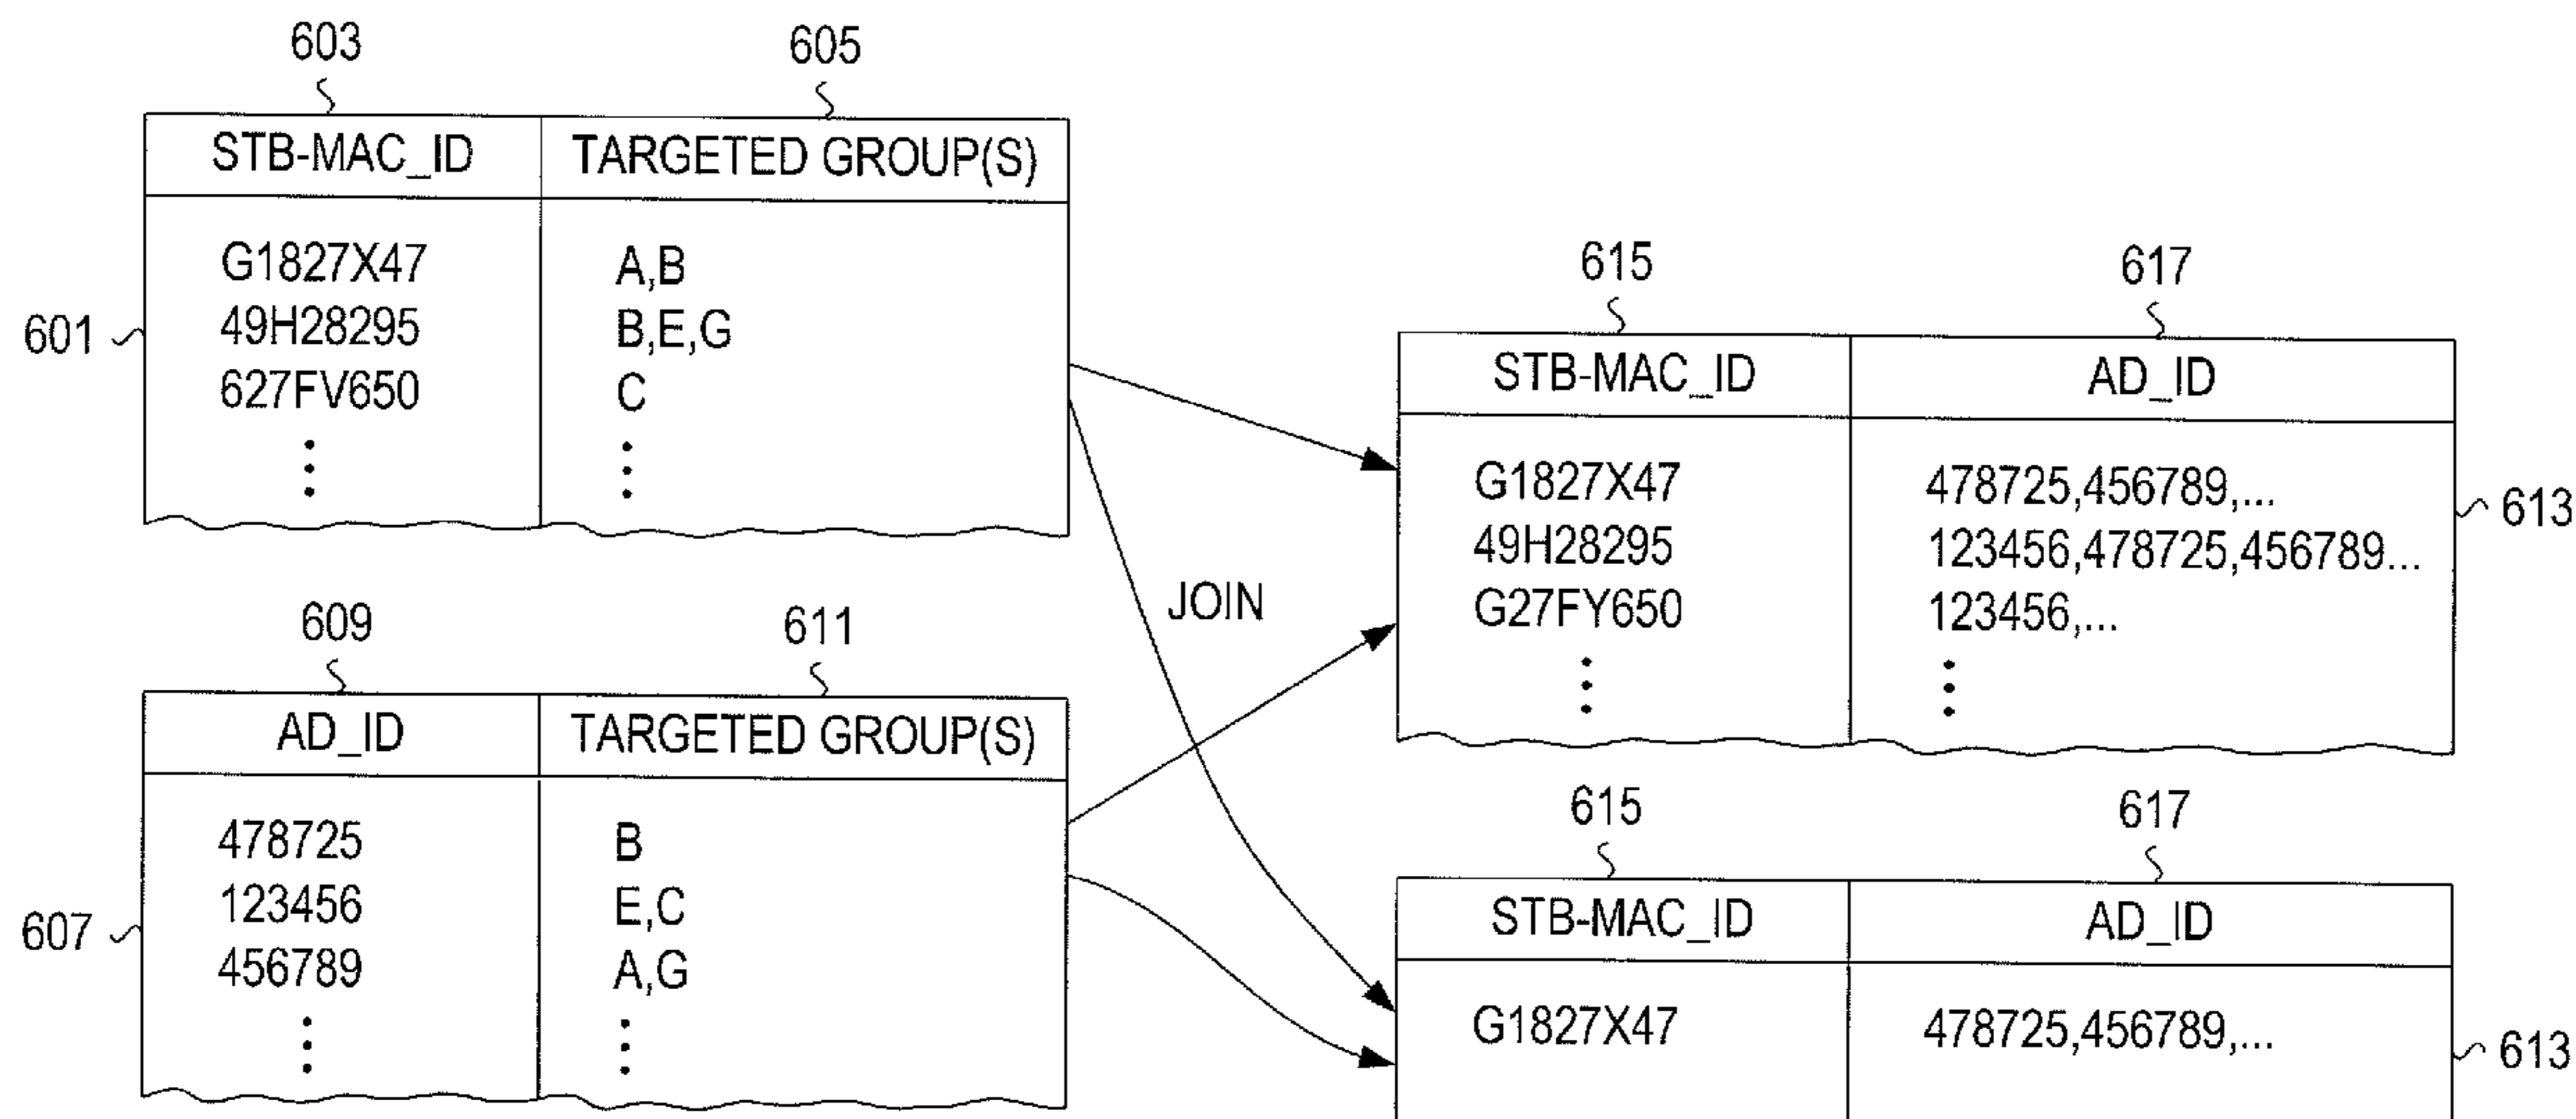 603 605
STB-MAC_ID TARGETED GROUP(S)
G1827X47 A,B
49H28295 B,E,G
627FV650 C
601
609 611
AD_ID TARGETED GROUP(S)
478725 B
123456 E,C
456789 A,G
607
JOIN
615 617
STB-MAC_ID AD_ID
G1827X47 478725,456789,...
49H28295 123456,478725,456789...
G27FY650 123456,...
613
615 617
STB-MAC_ID AD_ID
G1827X47 478725,456789,...
613